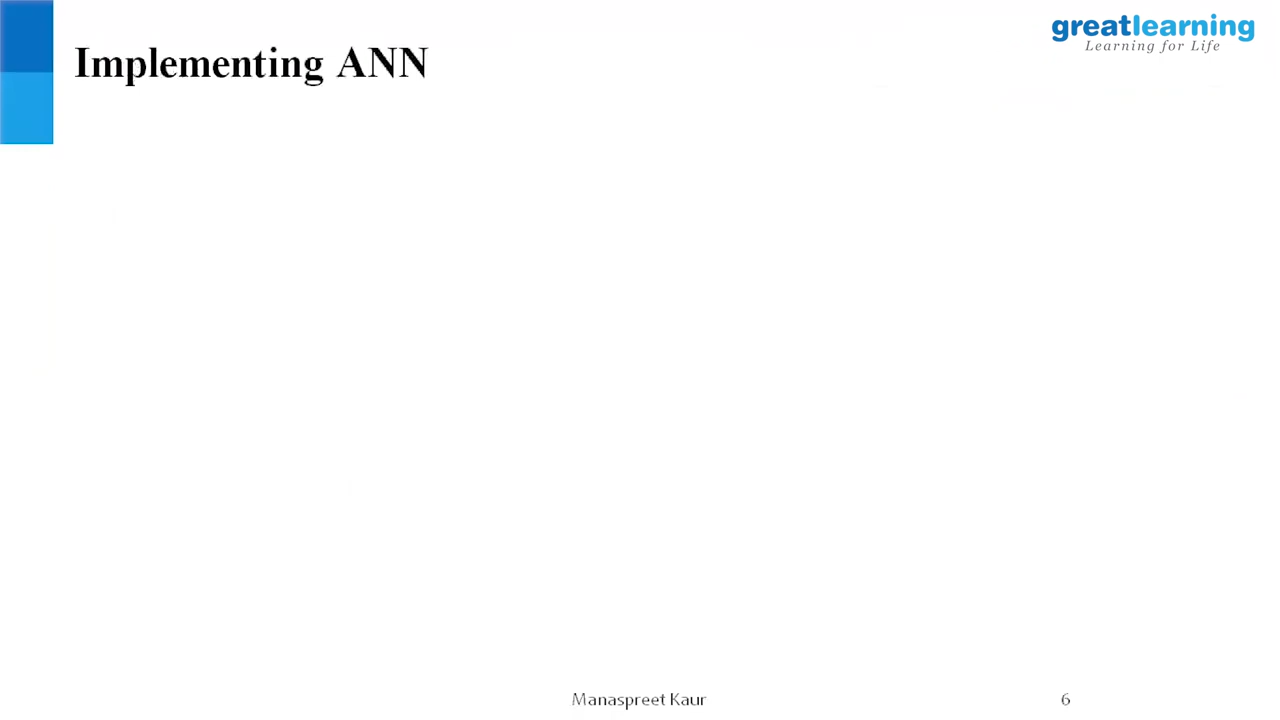 greatlearning
Learning for Life
Implementing ANN
Manaspreet Kaur
6